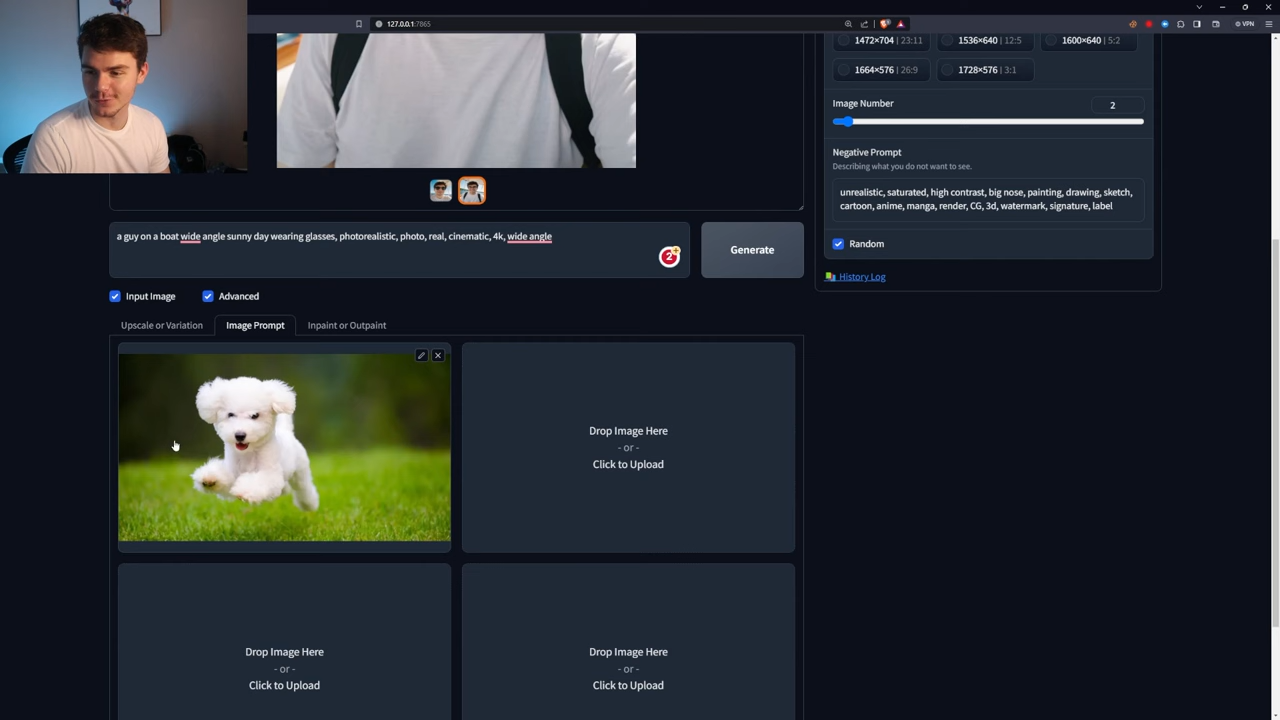 VPN
127.0.0.1:7865
1472×704 | 23:11
1536×640 | 12:5
1600×640 | 5:2
1664×576 | 26:9
1728×576 | 3:1
Image Number
2
Negative Prompt
Describing what you do not want to see.
unrealistic, saturated, high contrast, big nose, painting, drawing, sketch,
cartoon, anime, manga, render, CG, 3d, watermark, signature, label
Random
History Log
a guy on a boat wide angle sunny day wearing glasses, photorealistic, photo, real, cinematic, 4k, wide angle
2
Generate
Input Image
Advanced
Upscale or Variation
Image Prompt
Inpaint or Outpaint
Drop Image Here
- or -
Click to Upload
Drop Image Here
- or -
Click to Upload
Drop Image Here
- or -
Click to Upload